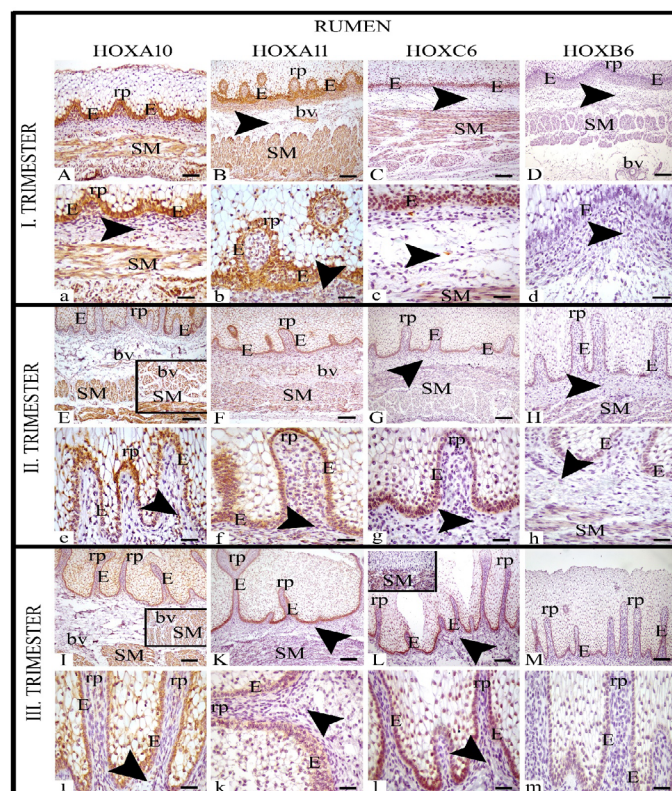 RUMEN
HOXA10 HOXA11 HOXC6 HOXB6
I. TRIMESTER
rp E E SM A
rp E bv SM B
E E SM C
rp E E SM bv D
rp E E SM a
rp E E b
E SM c
E d
II. TRIMESTER
E rp E bv SM SM bv SM E
rp E bv SM F
rp E E SM G
rp E E SM H
rp E E e
rp E E f
rp E E g
E E SM h
III. TRIMESTER
rp rp E E bv SM bv SM I
rp E E SM K
SM rp rp E E L
rp rp E E M
rp rp E E
E rp E k
rp E E l
rp E E m